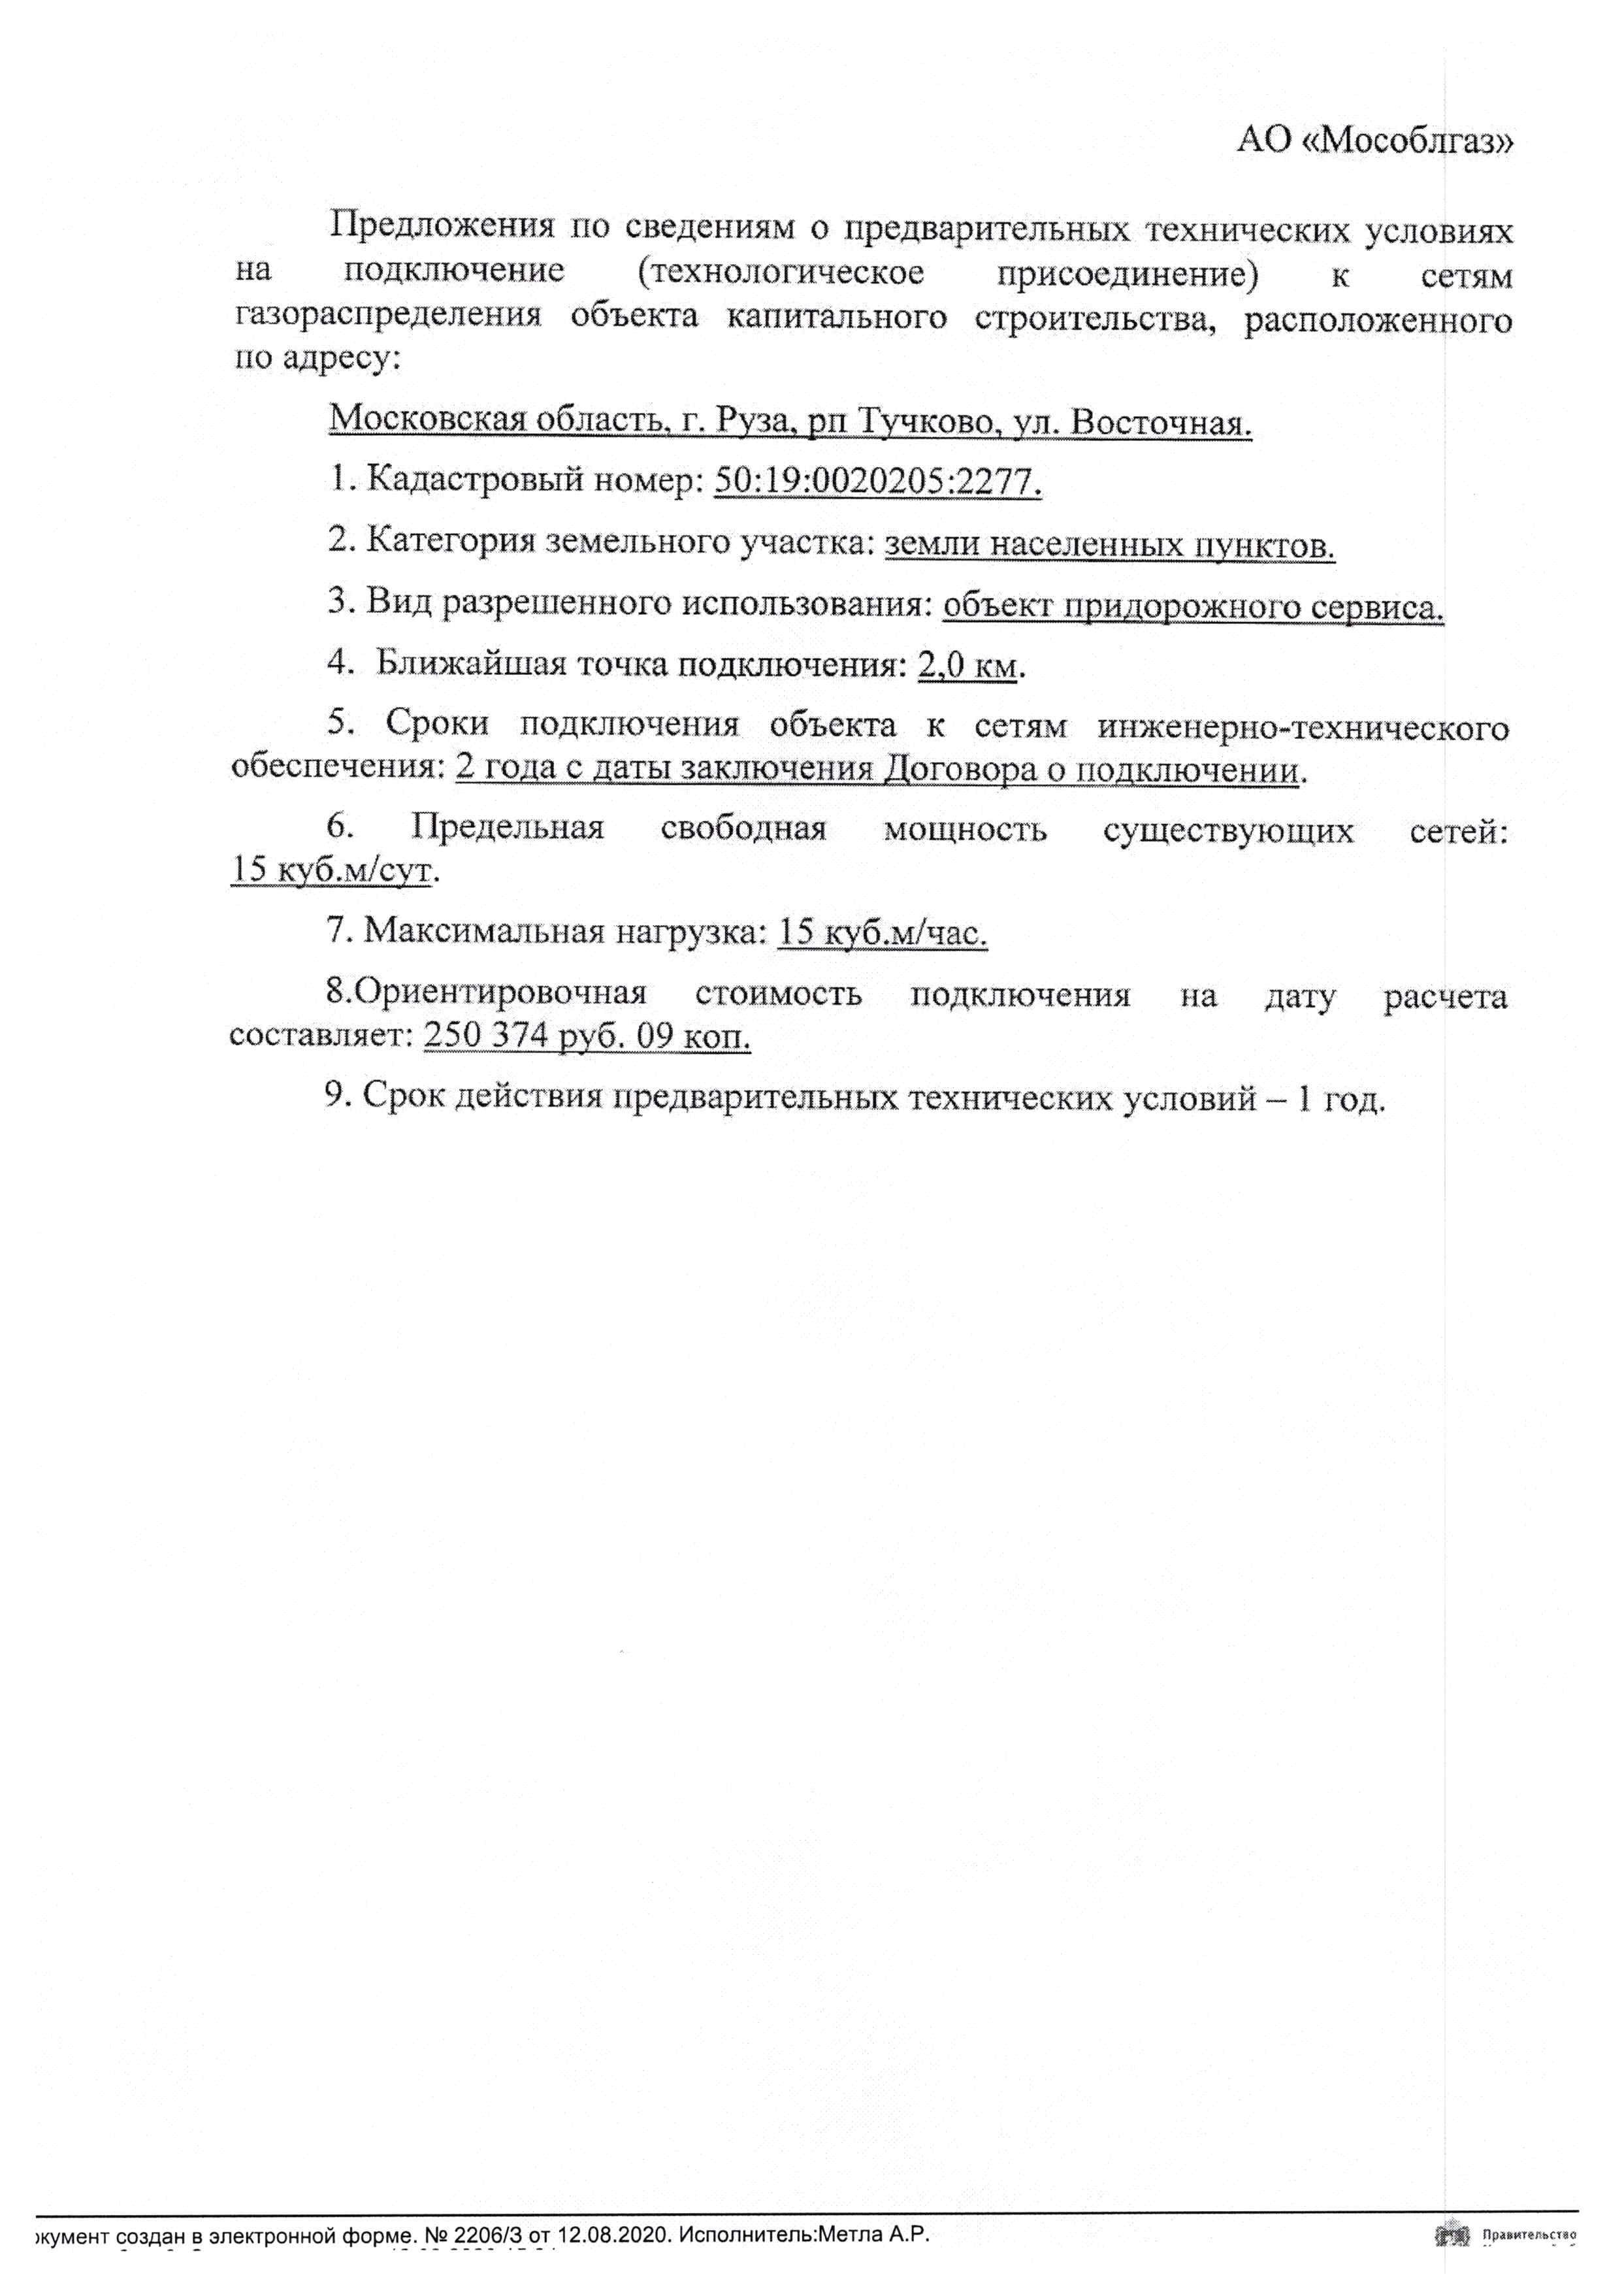 АО «Мособлгаз»
Предложения по сведениям о предварительных технических условиях
на подключение (технологическое присоединение) к сетям
газораспределения объекта капитального строительства, расположенного
по адресу:
Московская область, г. Руза, рп Тучково, ул. Восточная.
1. Кадастровый номер: 50:19:0020205:2277.
2. Категория земельного участка: земли населенных пунктов.
3. Вид разрешенного использования: объект придорожного сервиса.
4. Ближайшая точка подключения: 2,0 км.
5. Сроки подключения объекта к сетям инженерно-технического
обеспечения: 2 года с даты заключения Договора о подключении.
6. Предельная свободная мощность существующих сетей:
15 куб.м/сут.
7. Максимальная нагрузка: 15 куб.м/час.
8.Ориентировочная стоимость подключения на дату расчета
составляет: 250 374 руб. 09 коп.
9. Срок действия предварительных технических условий – 1 год.
окумент создан в электронной форме. № 2206/3 от 12.08.2020. Исполнитель:Метла А.Р.
Правительство